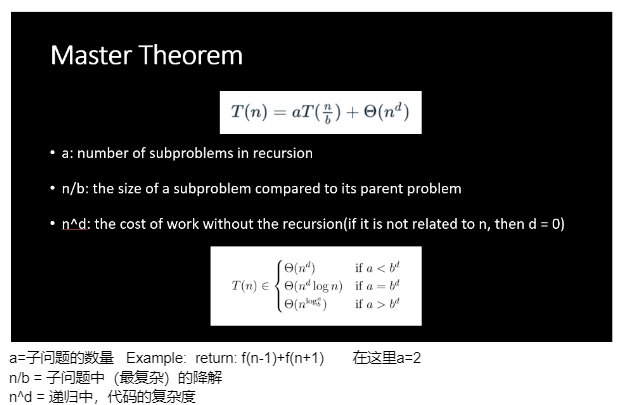 Master Theorem
T(n) = aT(n/b) + Θ(n^d)
• a: number of subproblems in recursion
• n/b: the size of a subproblem compared to its parent problem
• n^d: the cost of work without the recursion(if it is not related to n, then d = 0)
T(n) ∈ { Θ(n^d) if a < b^d
Θ(n^d log n) if a = b^d
Θ(n^{log_b^a}) if a > b^d
a=子问题的数量 Example: return: f(n-1)+f(n+1) 在这里a=2
n/b = 子问题中（最复杂）的降解
n^d = 递归中，代码的复杂度